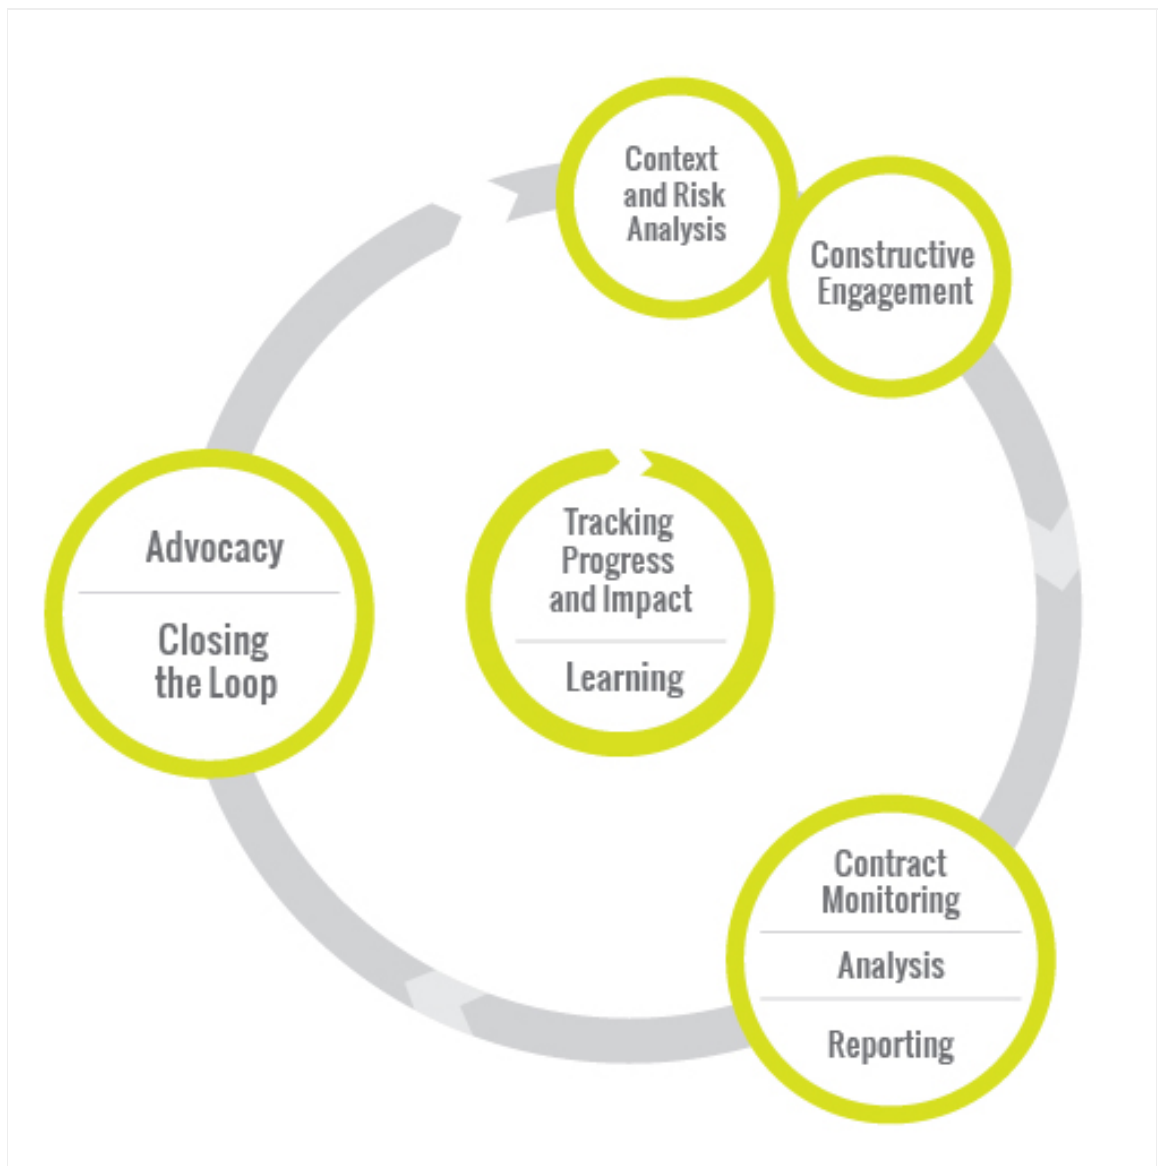 Context
and Risk
Analysis
Constructive
Engagement
Tracking
Progress
and Impact
Learning
Contract
Monitoring
Analysis
Reporting
Advocacy
Closing
the Loop